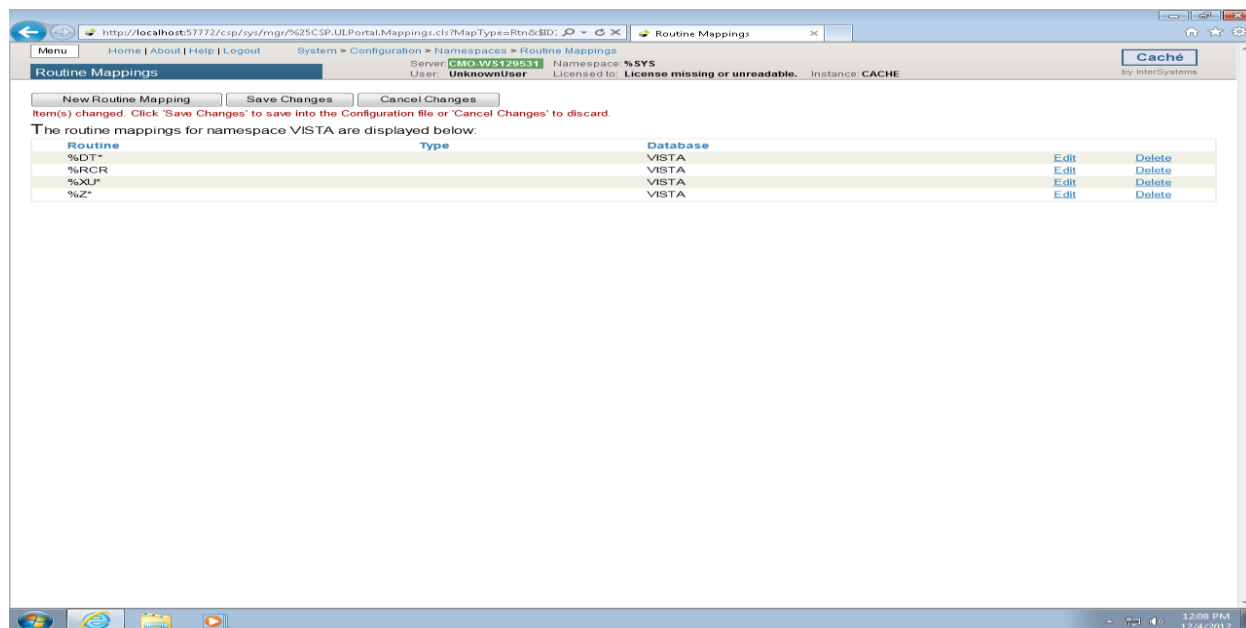 http://localhost:57772/csp/sys/mgr/%25CSP.UI.Portal.Mappings.cls?MapType=Rtn&$ID: Routine Mappings
Menu Home | About | Help | Logout System > Configuration > Namespaces > Routine Mappings
Server: CMO-WS129531 Namespace: %SYS
Caché
Routine Mappings
User: UnknownUser Licensed to: License missing or unreadable. Instance: CACHE
by InterSystems
New Routine Mapping Save Changes Cancel Changes
Item(s) changed. Click 'Save Changes' to save into the Configuration file or 'Cancel Changes' to discard.
The routine mappings for namespace VISTA are displayed below:
Routine Type Database
%DT* VISTA Edit Delete
%RCR VISTA Edit Delete
%XU* VISTA Edit Delete
%Z* VISTA Edit Delete
12:08 PM
12/4/2012